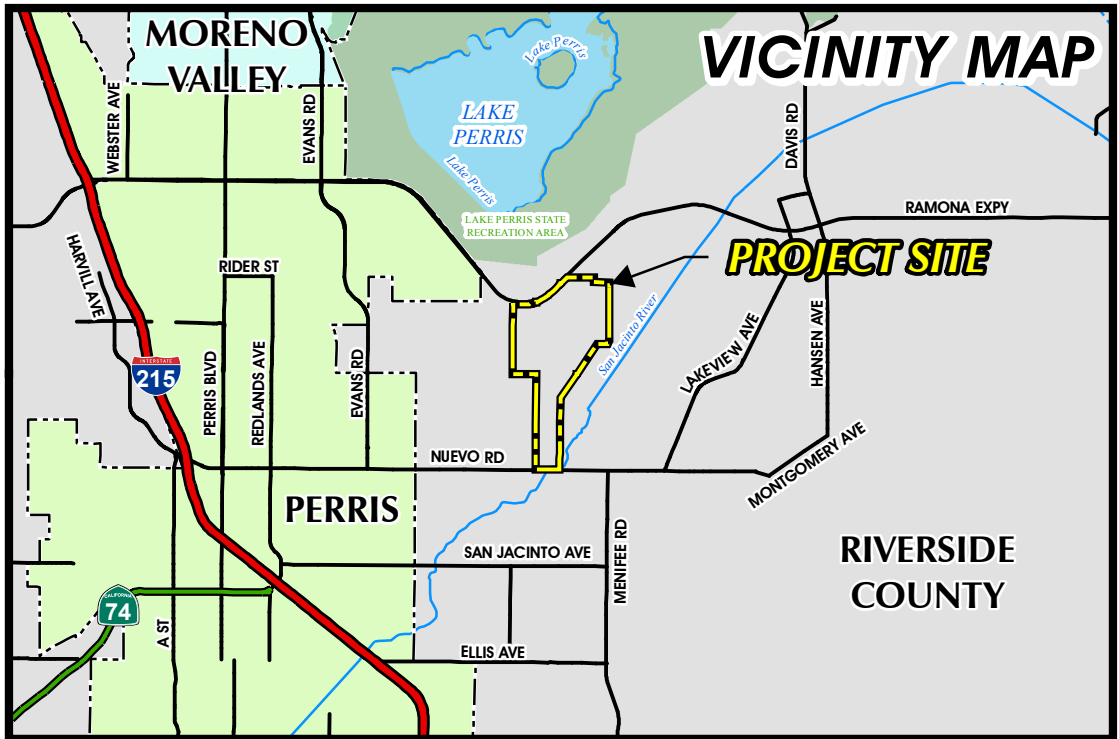 MORENO
VALLEY
VICINITY MAP
Lake Perris
LAKE
PERRIS
Lake Perris
LAKE PERRIS STATE
RECREATION AREA
WEBSTER AVE
EVANS RD
DAVIS RD
RAMONA EXPY
PROJECT SITE
HARVILL AVE
RIDER ST
San Jacinto River
LAKEVIEW AVE
HANSEN AVE
INTERSTATE
215
PERRIS BLVD
REDLANDS AVE
EVANS RD
NUEVO RD
MONTGOMERY AVE
PERRIS
SAN JACINTO AVE
MENIFEE RD
RIVERSIDE
COUNTY
CALIFORNIA
74
A ST
ELLIS AVE